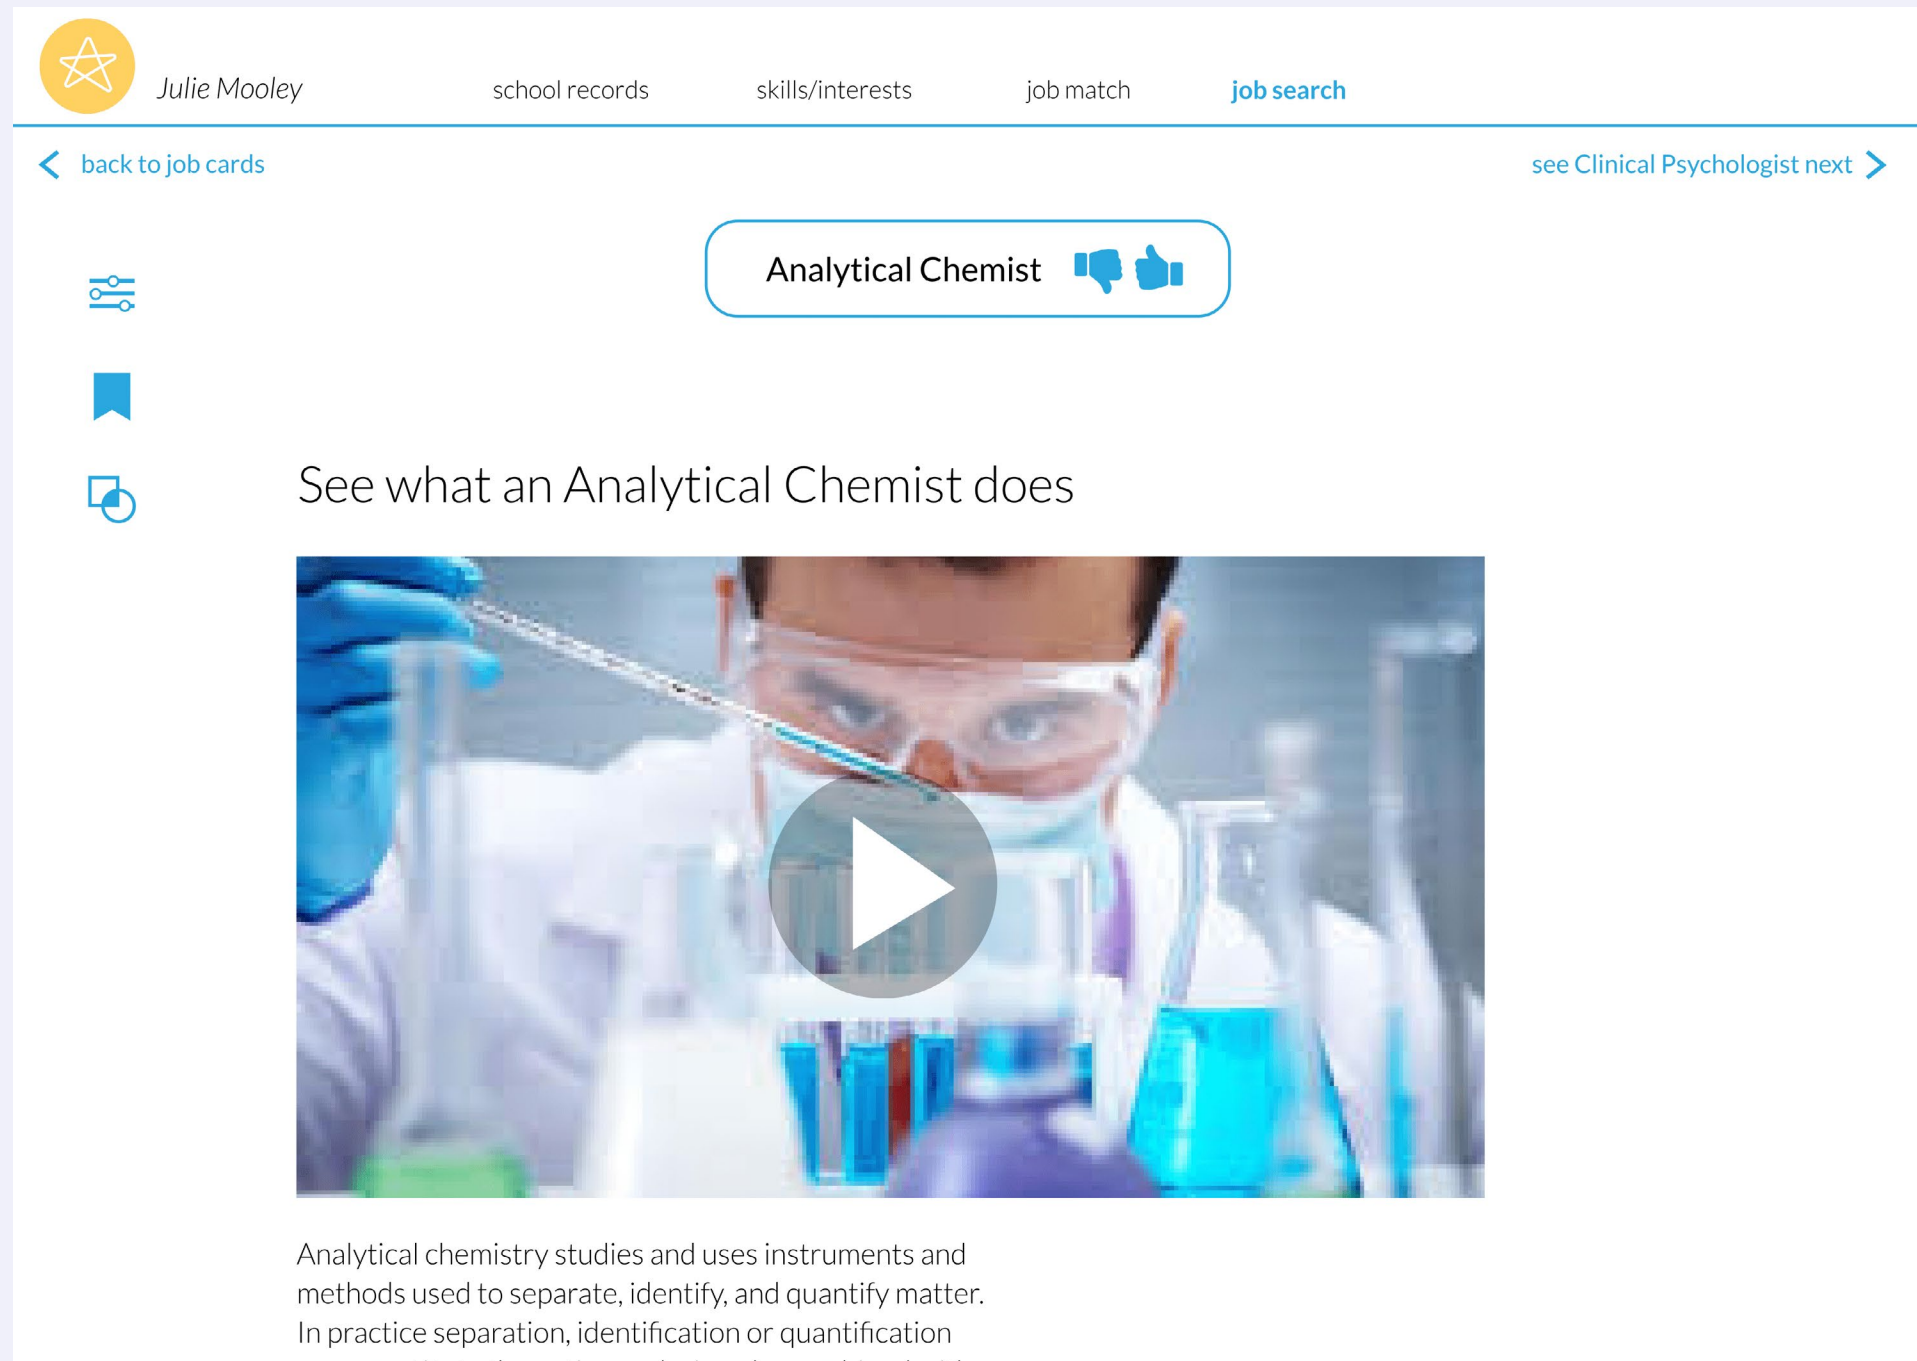 Julie Mooley
school records
skills/interests
job match
job search
back to job cards
see Clinical Psychologist next
Analytical Chemist
See what an Analytical Chemist does
Analytical chemistry studies and uses instruments and
methods used to separate, identify, and quantify matter.
In practice separation, identification or quantification